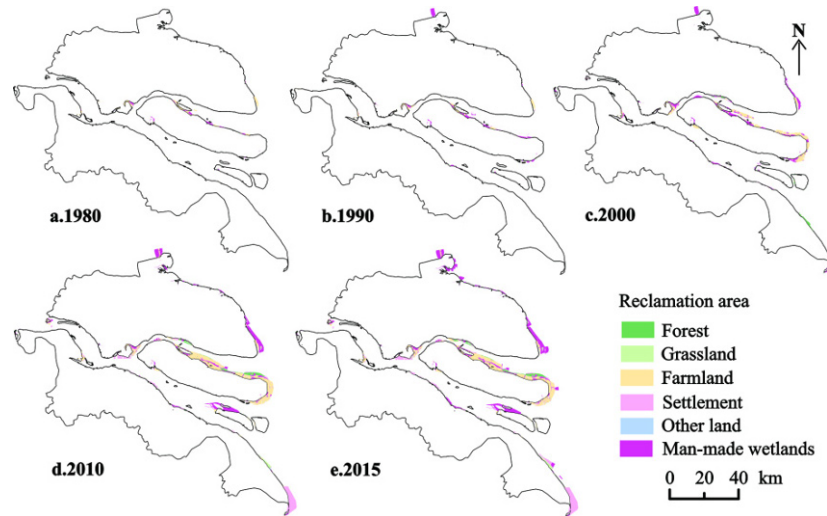 N
a.1980
b.1990
c.2000
d.2010
e.2015
Reclamation area
Forest
Grassland
Farmland
Settlement
Other land
Man-made wetlands
0 20 40 km